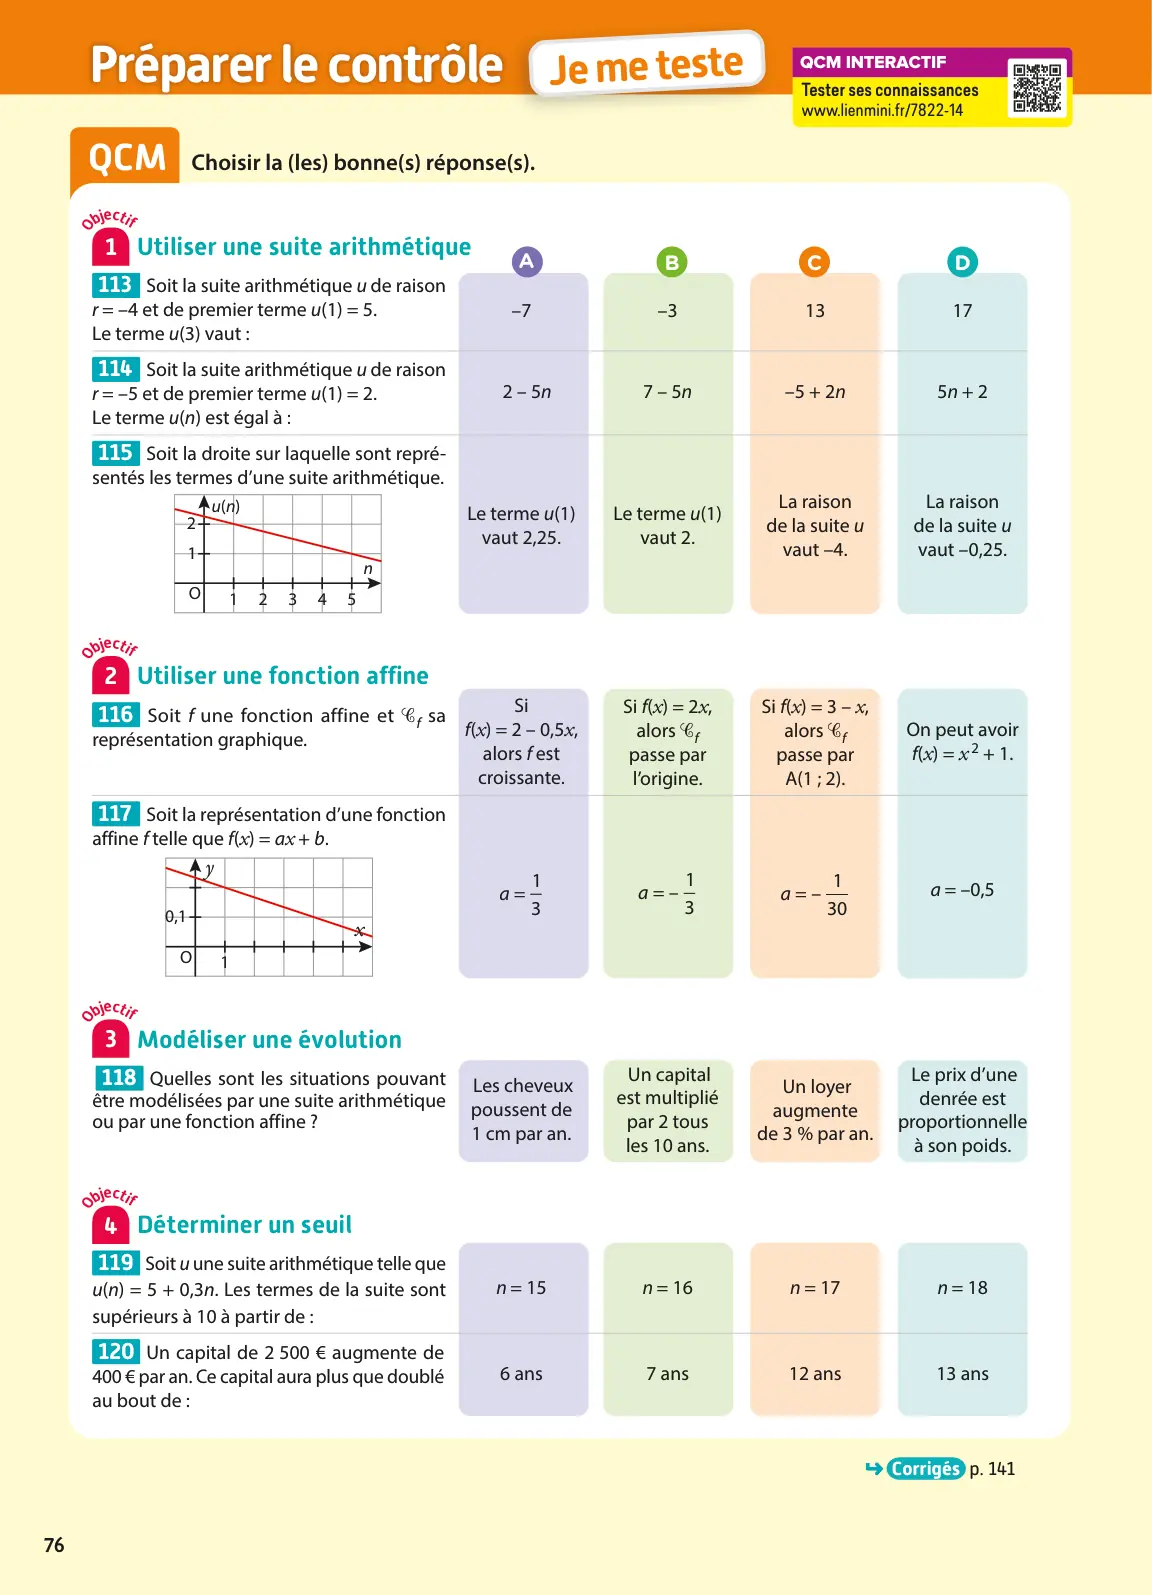 Préparer le contrôle
Je me teste
QCM INTERACTIF
Tester ses connaissances
www.lienmini.fr/7822-14
QCM Choisir la (les) bonne(s) réponse(s).
Objectif
1 Utiliser une suite arithmétique
A B C D
113 Soit la suite arithmétique u de raison
r = –4 et de premier terme u(1) = 5.
Le terme u(3) vaut :
–7
–3
13
17
114 Soit la suite arithmétique u de raison
r = –5 et de premier terme u(1) = 2.
Le terme u(n) est égal à :
2 – 5n
7 – 5n
–5 + 2n
5n + 2
115 Soit la droite sur laquelle sont repré-
sentés les termes d'une suite arithmétique.
u(n)
2
1
n
O 1 2 3 4 5
Le terme u(1)
vaut 2,25.
Le terme u(1)
vaut 2.
La raison
de la suite u
vaut –4.
La raison
de la suite u
vaut –0,25.
Objectif
2 Utiliser une fonction affine
116 Soit f une fonction affine et 𝒞f sa
représentation graphique.
Si
f(x) = 2 – 0,5x,
alors f est
croissante.
Si f(x) = 2x,
alors 𝒞f
passe par
l'origine.
Si f(x) = 3 – x,
alors 𝒞f
passe par
A(1 ; 2).
On peut avoir
f(x) = x² + 1.
117 Soit la représentation d'une fonction
affine f telle que f(x) = ax + b.
y
0,1
x
O 1
a = 1/3
a = – 1/3
a = – 1/30
a = –0,5
Objectif
3 Modéliser une évolution
118 Quelles sont les situations pouvant
être modélisées par une suite arithmétique
ou par une fonction affine ?
Les cheveux
poussent de
1 cm par an.
Un capital
est multiplié
par 2 tous
les 10 ans.
Un loyer
augmente
de 3 % par an.
Le prix d'une
denrée est
proportionnelle
à son poids.
Objectif
4 Déterminer un seuil
119 Soit u une suite arithmétique telle que
u(n) = 5 + 0,3n. Les termes de la suite sont
supérieurs à 10 à partir de :
n = 15
n = 16
n = 17
n = 18
120 Un capital de 2 500 € augmente de
400 € par an. Ce capital aura plus que doublé
au bout de :
6 ans
7 ans
12 ans
13 ans
Corrigés p. 141
76